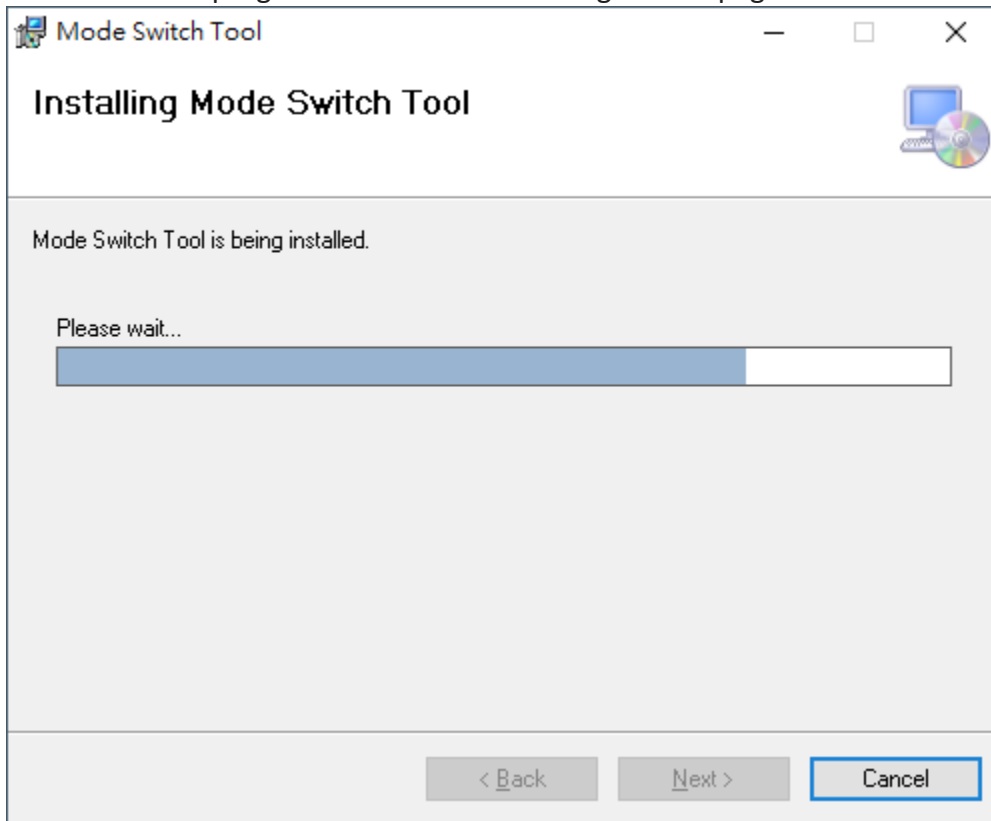 Mode Switch Tool
Installing Mode Switch Tool
Mode Switch Tool is being installed.
Please wait...
< Back
Next >
Cancel